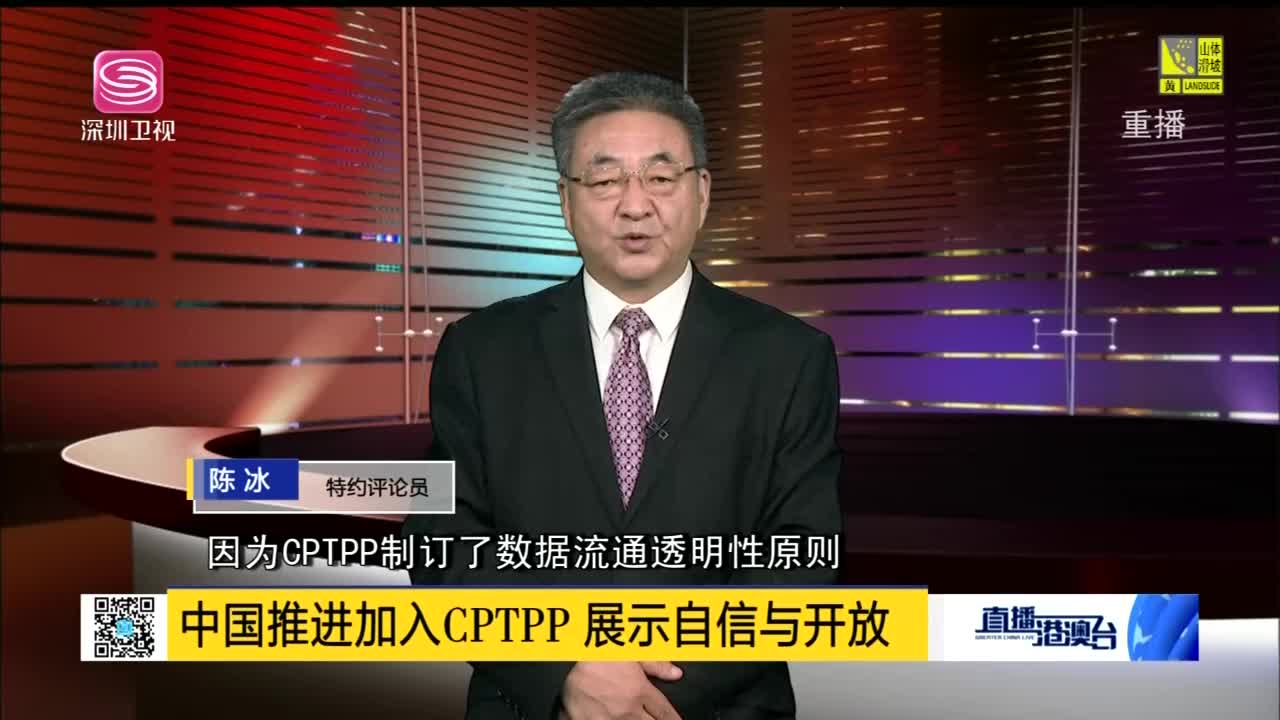 深圳卫视
山体
滑坡
黄 LANDSLIDE
重播
陈冰 特约评论员
因为CPTPP制订了数据流通透明性原则
中国推进加入CPTPP 展示自信与开放
直播港澳台
GREATER CHINA LIVE